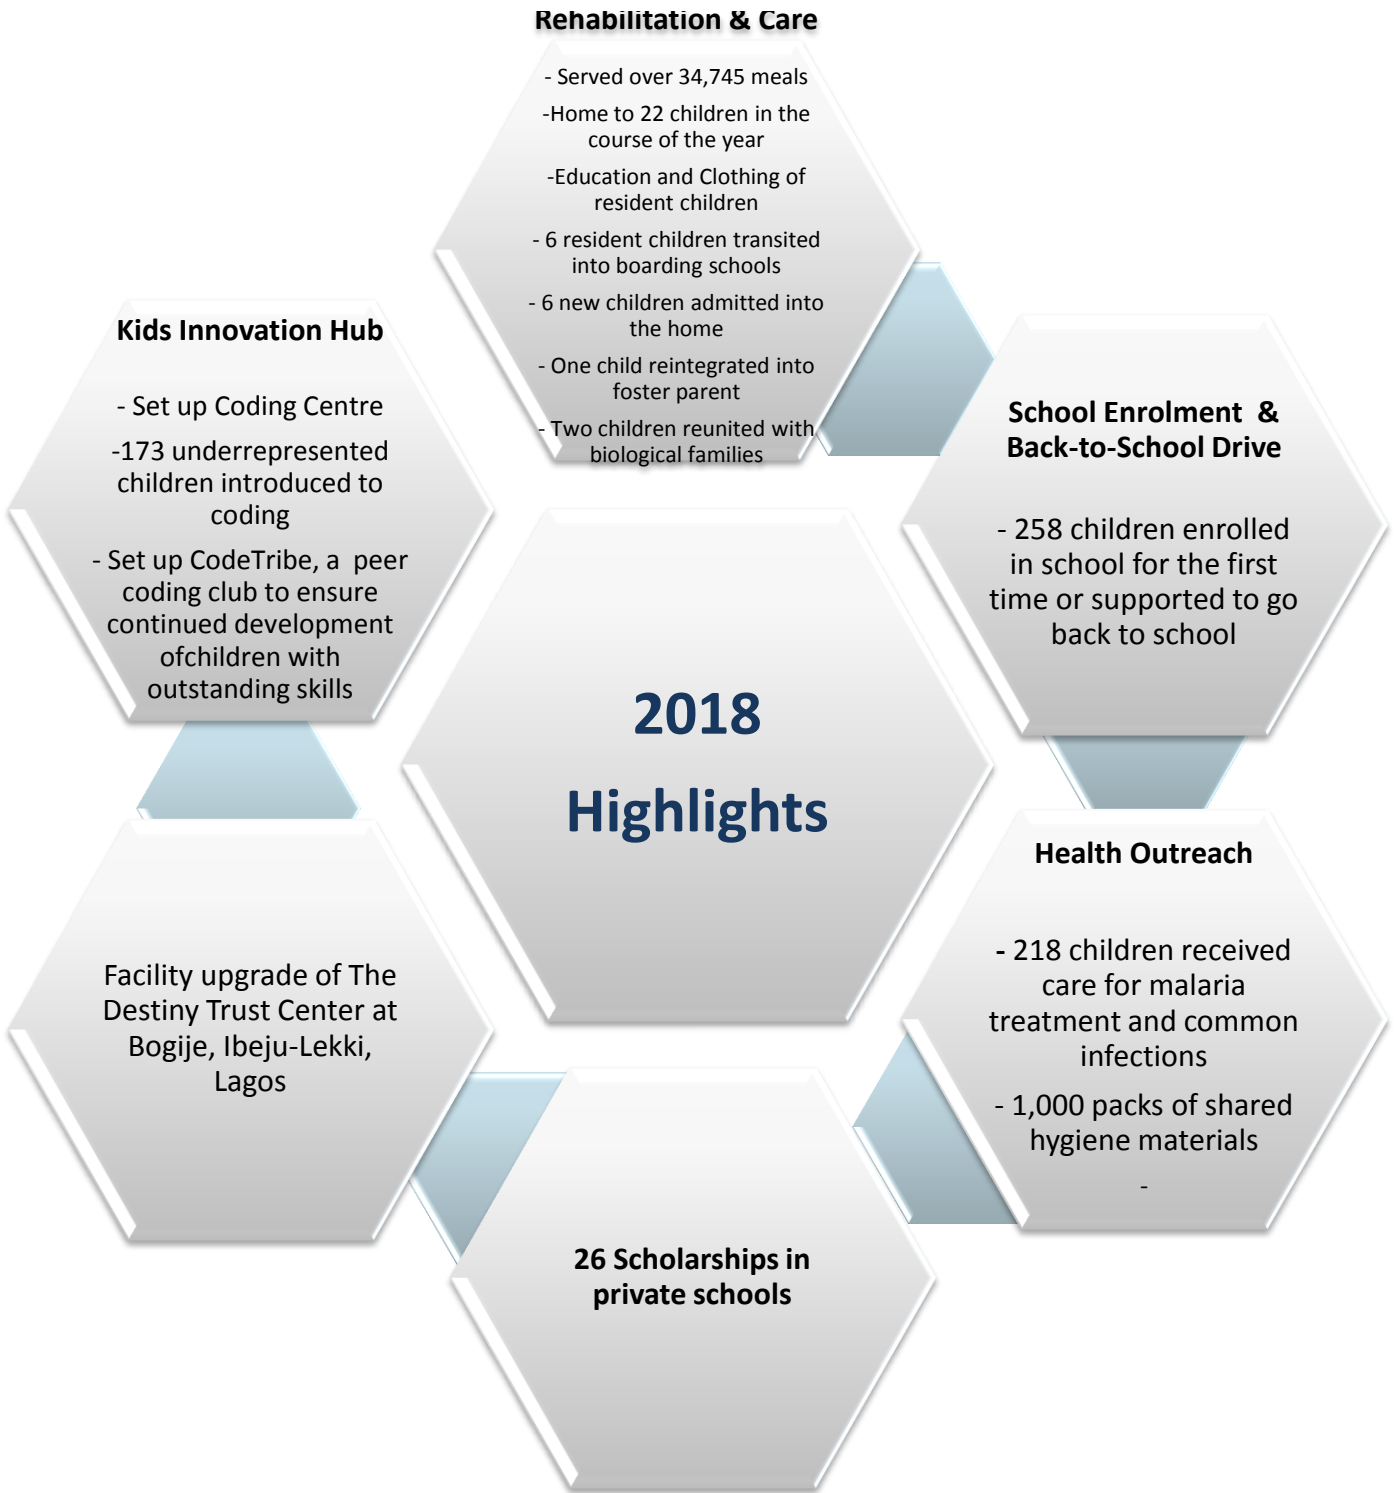 Rehabilitation & Care
- Served over 34,745 meals
-Home to 22 children in the
course of the year
-Education and Clothing of
resident children
- 6 resident children transited
into boarding schools
- 6 new children admitted into
the home
- One child reintegrated into
foster parent
- Two children reunited with
biological families
School Enrolment  &
Back-to-School Drive
- 258 children enrolled
in school for the first
time or supported to go
back to school
Health Outreach
- 218 children received
care for malaria
treatment and common
infections
- 1,000 packs of shared
hygiene materials
-
26 Scholarships in
private schools
Facility upgrade of The
Destiny Trust Center at
Bogije, Ibeju-Lekki,
Lagos
Kids Innovation Hub
- Set up Coding Centre
-173 underrepresented
children introduced to
coding
- Set up CodeTribe, a  peer
coding club to ensure
continued development
ofchildren with
outstanding skills
2018
Highlights